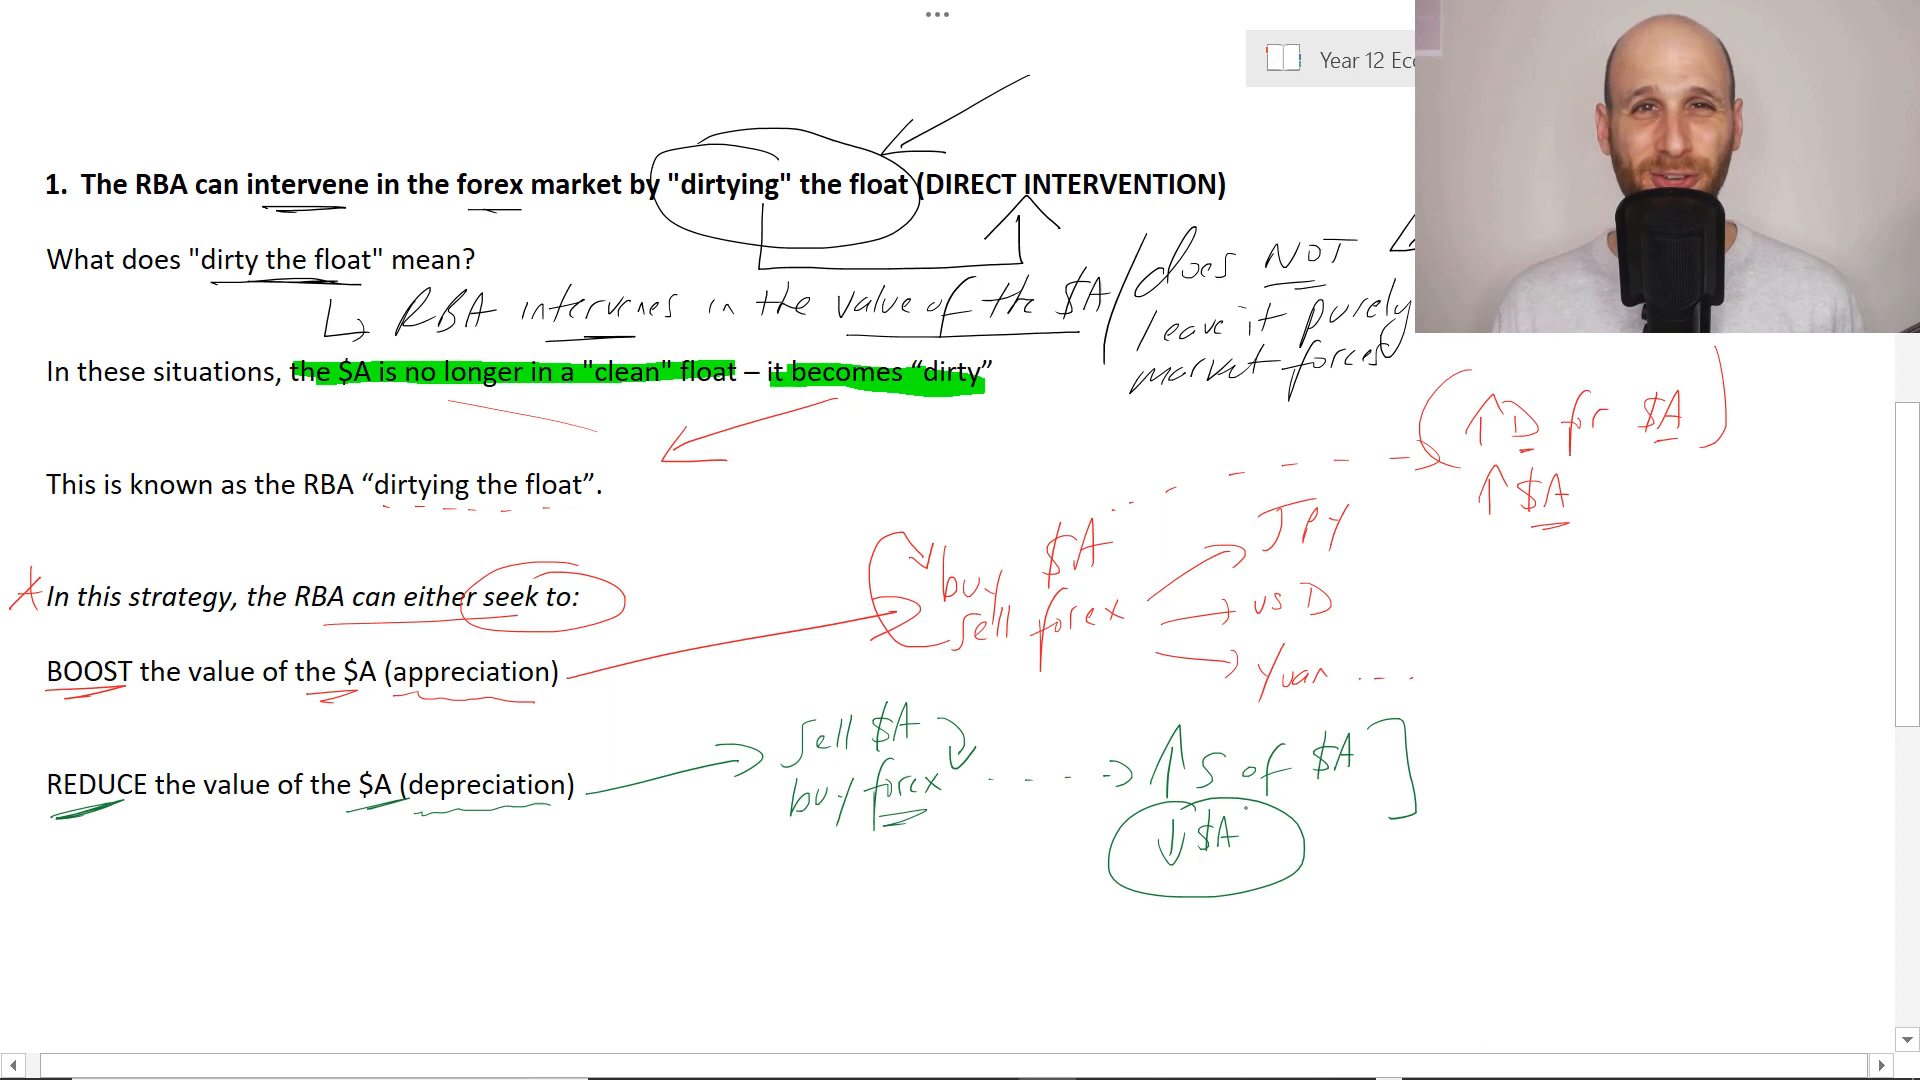 Year 12 Eco
1. The RBA can intervene in the forex market by "dirtying" the float (DIRECT INTERVENTION)
What does "dirty the float" mean?
RBA intervenes in the value of the $A / does NOT leave it purely market forces
In these situations, the $A is no longer in a "clean" float – it becomes “dirty”
↑ D for $A
↑ $A
This is known as the RBA “dirtying the float”.
buy $A
sell forex
JPY
USD
Yuan ....
In this strategy, the RBA can either seek to:
BOOST the value of the $A (appreciation)
sell $A
buy forex
↑ S of $A
↓ $A
REDUCE the value of the $A (depreciation)